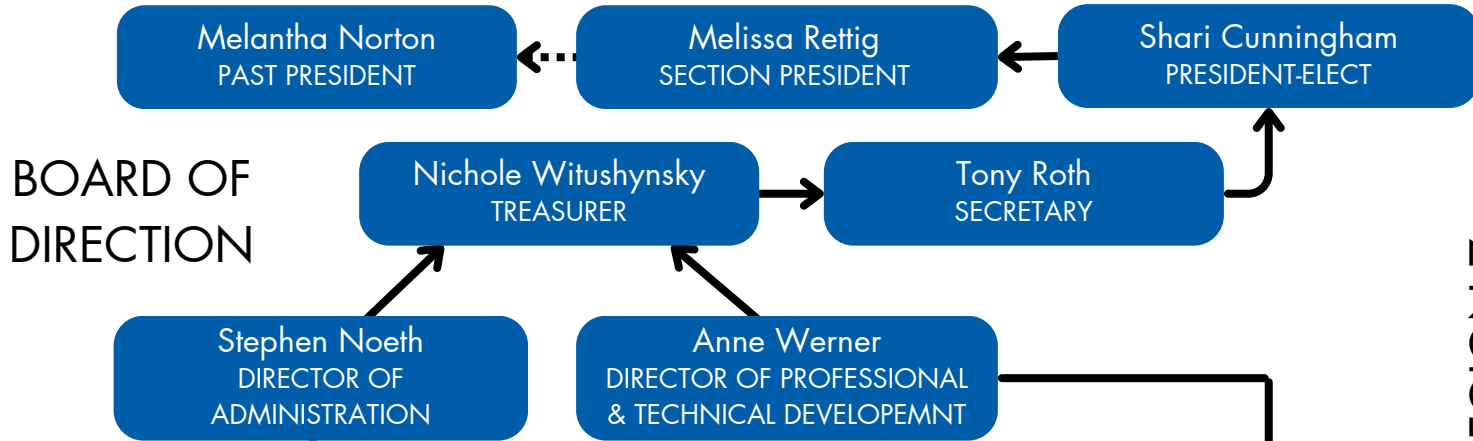 Melantha Norton
PAST PRESIDENT
Melissa Rettig
SECTION PRESIDENT
Shari Cunningham
PRESIDENT-ELECT
BOARD OF
DIRECTION
Nichole Witushynsky
TREASURER
Tony Roth
SECRETARY
Stephen Noeth
DIRECTOR OF
ADMINISTRATION
Anne Werner
DIRECTOR OF PROFESSIONAL
& TECHNICAL DEVELOPEMNT